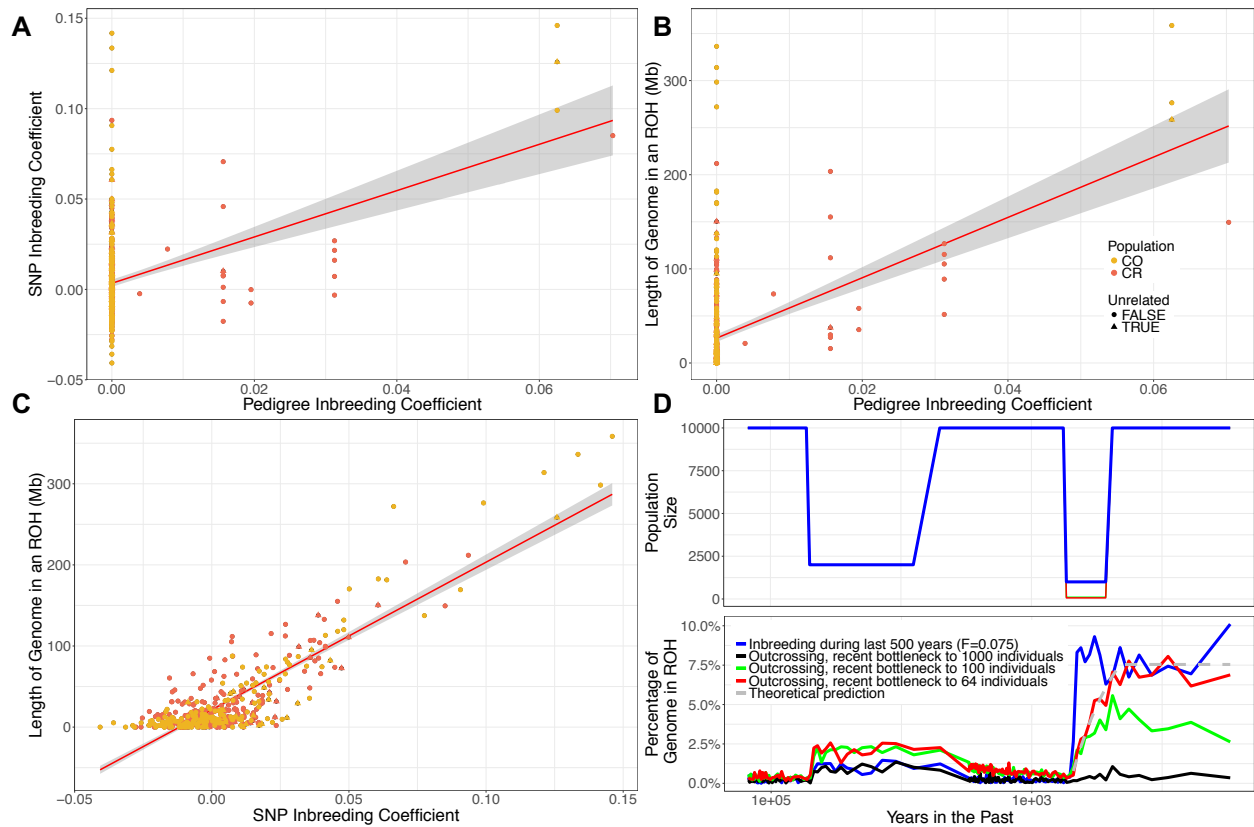 A
0.15
0.10
0.05
0.00
−0.05
SNP Inbreeding Coefficient
0.00
0.02
0.04
0.06
Pedigree Inbreeding Coefficient
B
300
200
100
0
Length of Genome in an ROH (Mb)
Population
CO
CR
Unrelated
FALSE
TRUE
0.00
0.02
0.04
0.06
Pedigree Inbreeding Coefficient
C
300
200
100
0
Length of Genome in an ROH (Mb)
−0.05
0.00
0.05
0.10
0.15
SNP Inbreeding Coefficient
D
10000
7500
5000
2500
0
Population
Size
10.0%
7.5%
5.0%
2.5%
0.0%
Percentage of
Genome in ROH
Inbreeding during last 500 years (F=0.075)
Outcrossing, recent bottleneck to 1000 individuals
Outcrossing, recent bottleneck to 100 individuals
Outcrossing, recent bottleneck to 64 individuals
Theoretical prediction
1e+05
1e+03
Years in the Past